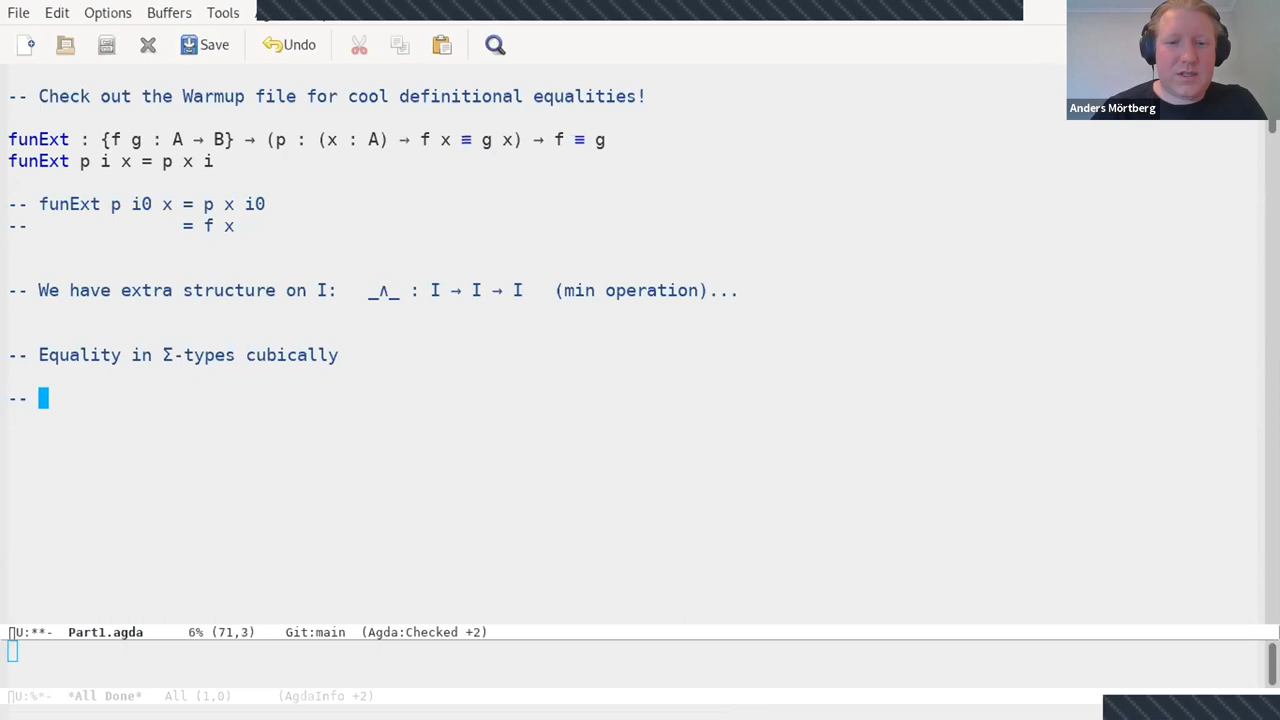 File Edit Options Buffers Tools
Save Undo
Anders Mörtberg
-- Check out the Warmup file for cool definitional equalities!
funExt : {f g : A → B} → (p : (x : A) → f x ≡ g x) → f ≡ g
funExt p i x = p x i
-- funExt p i0 x = p x i0
-- = f x
-- We have extra structure on I: _∧_ : I → I → I (min operation)...
-- Equality in Σ-types cubically
--
U:**- Part1.agda 6% (71,3) Git:main (Agda:Checked +2)
U:%*- *All Done* All (1,0) (AgdaInfo +2)